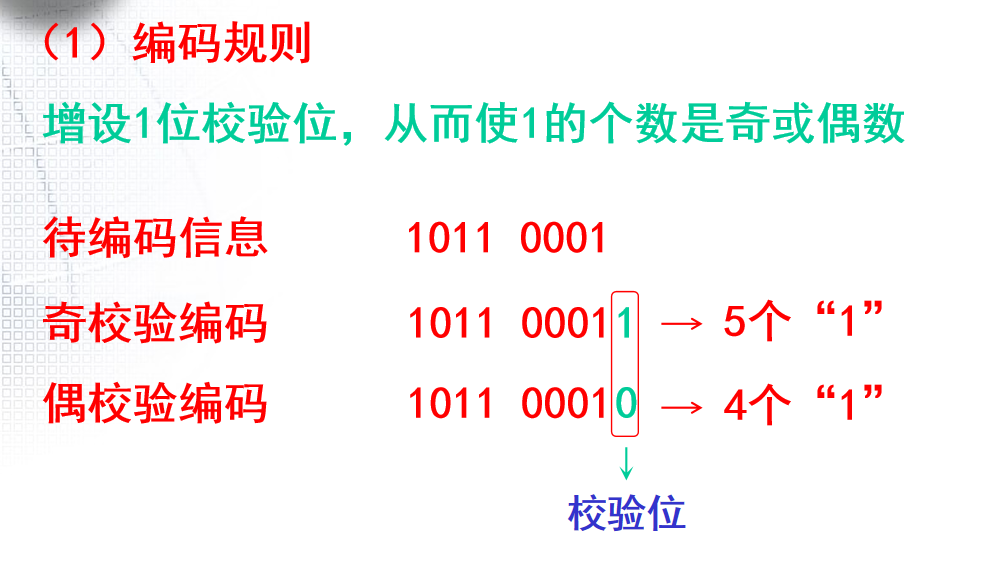 （1）编码规则
增设1位校验位，从而使1的个数是奇或偶数
待编码信息 1011 0001
奇校验编码 1011 00011 → 5个“1”
偶校验编码 1011 00010 → 4个“1”
↓
校验位